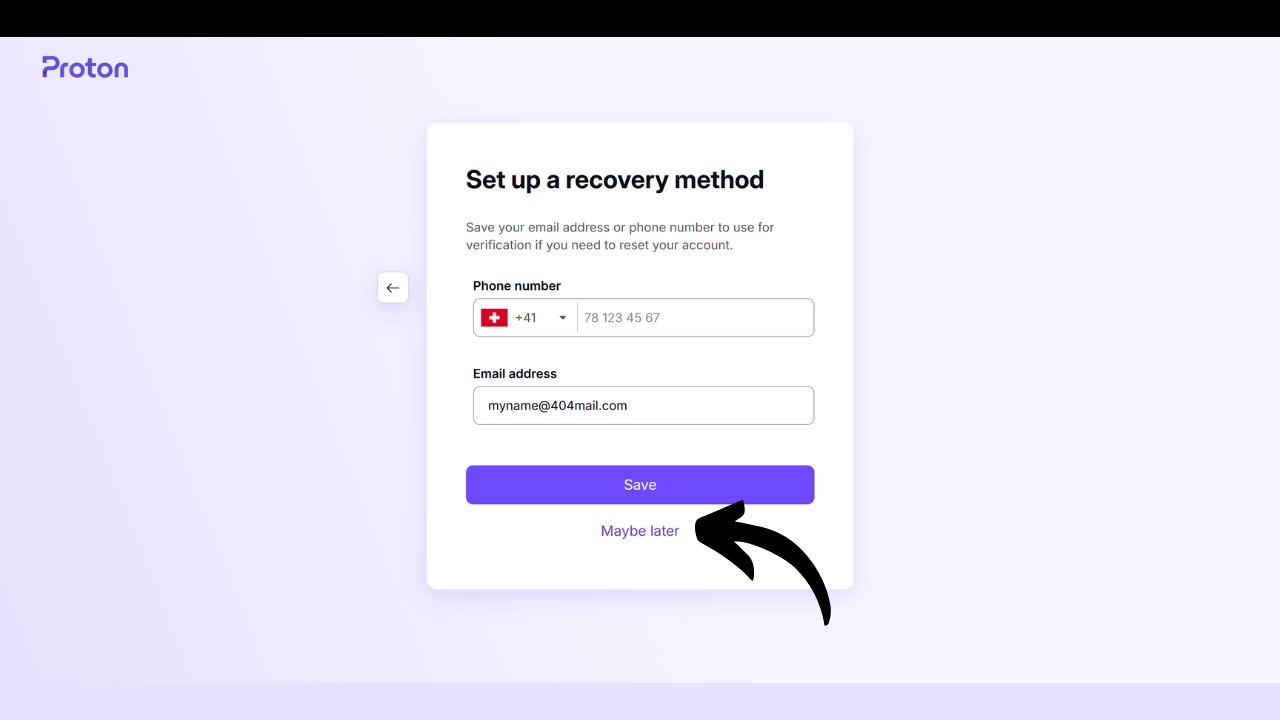 Proton
Set up a recovery method
Save your email address or phone number to use for
verification if you need to reset your account.
Phone number
+41 78 123 45 67
Email address
myname@404mail.com
Save
Maybe later